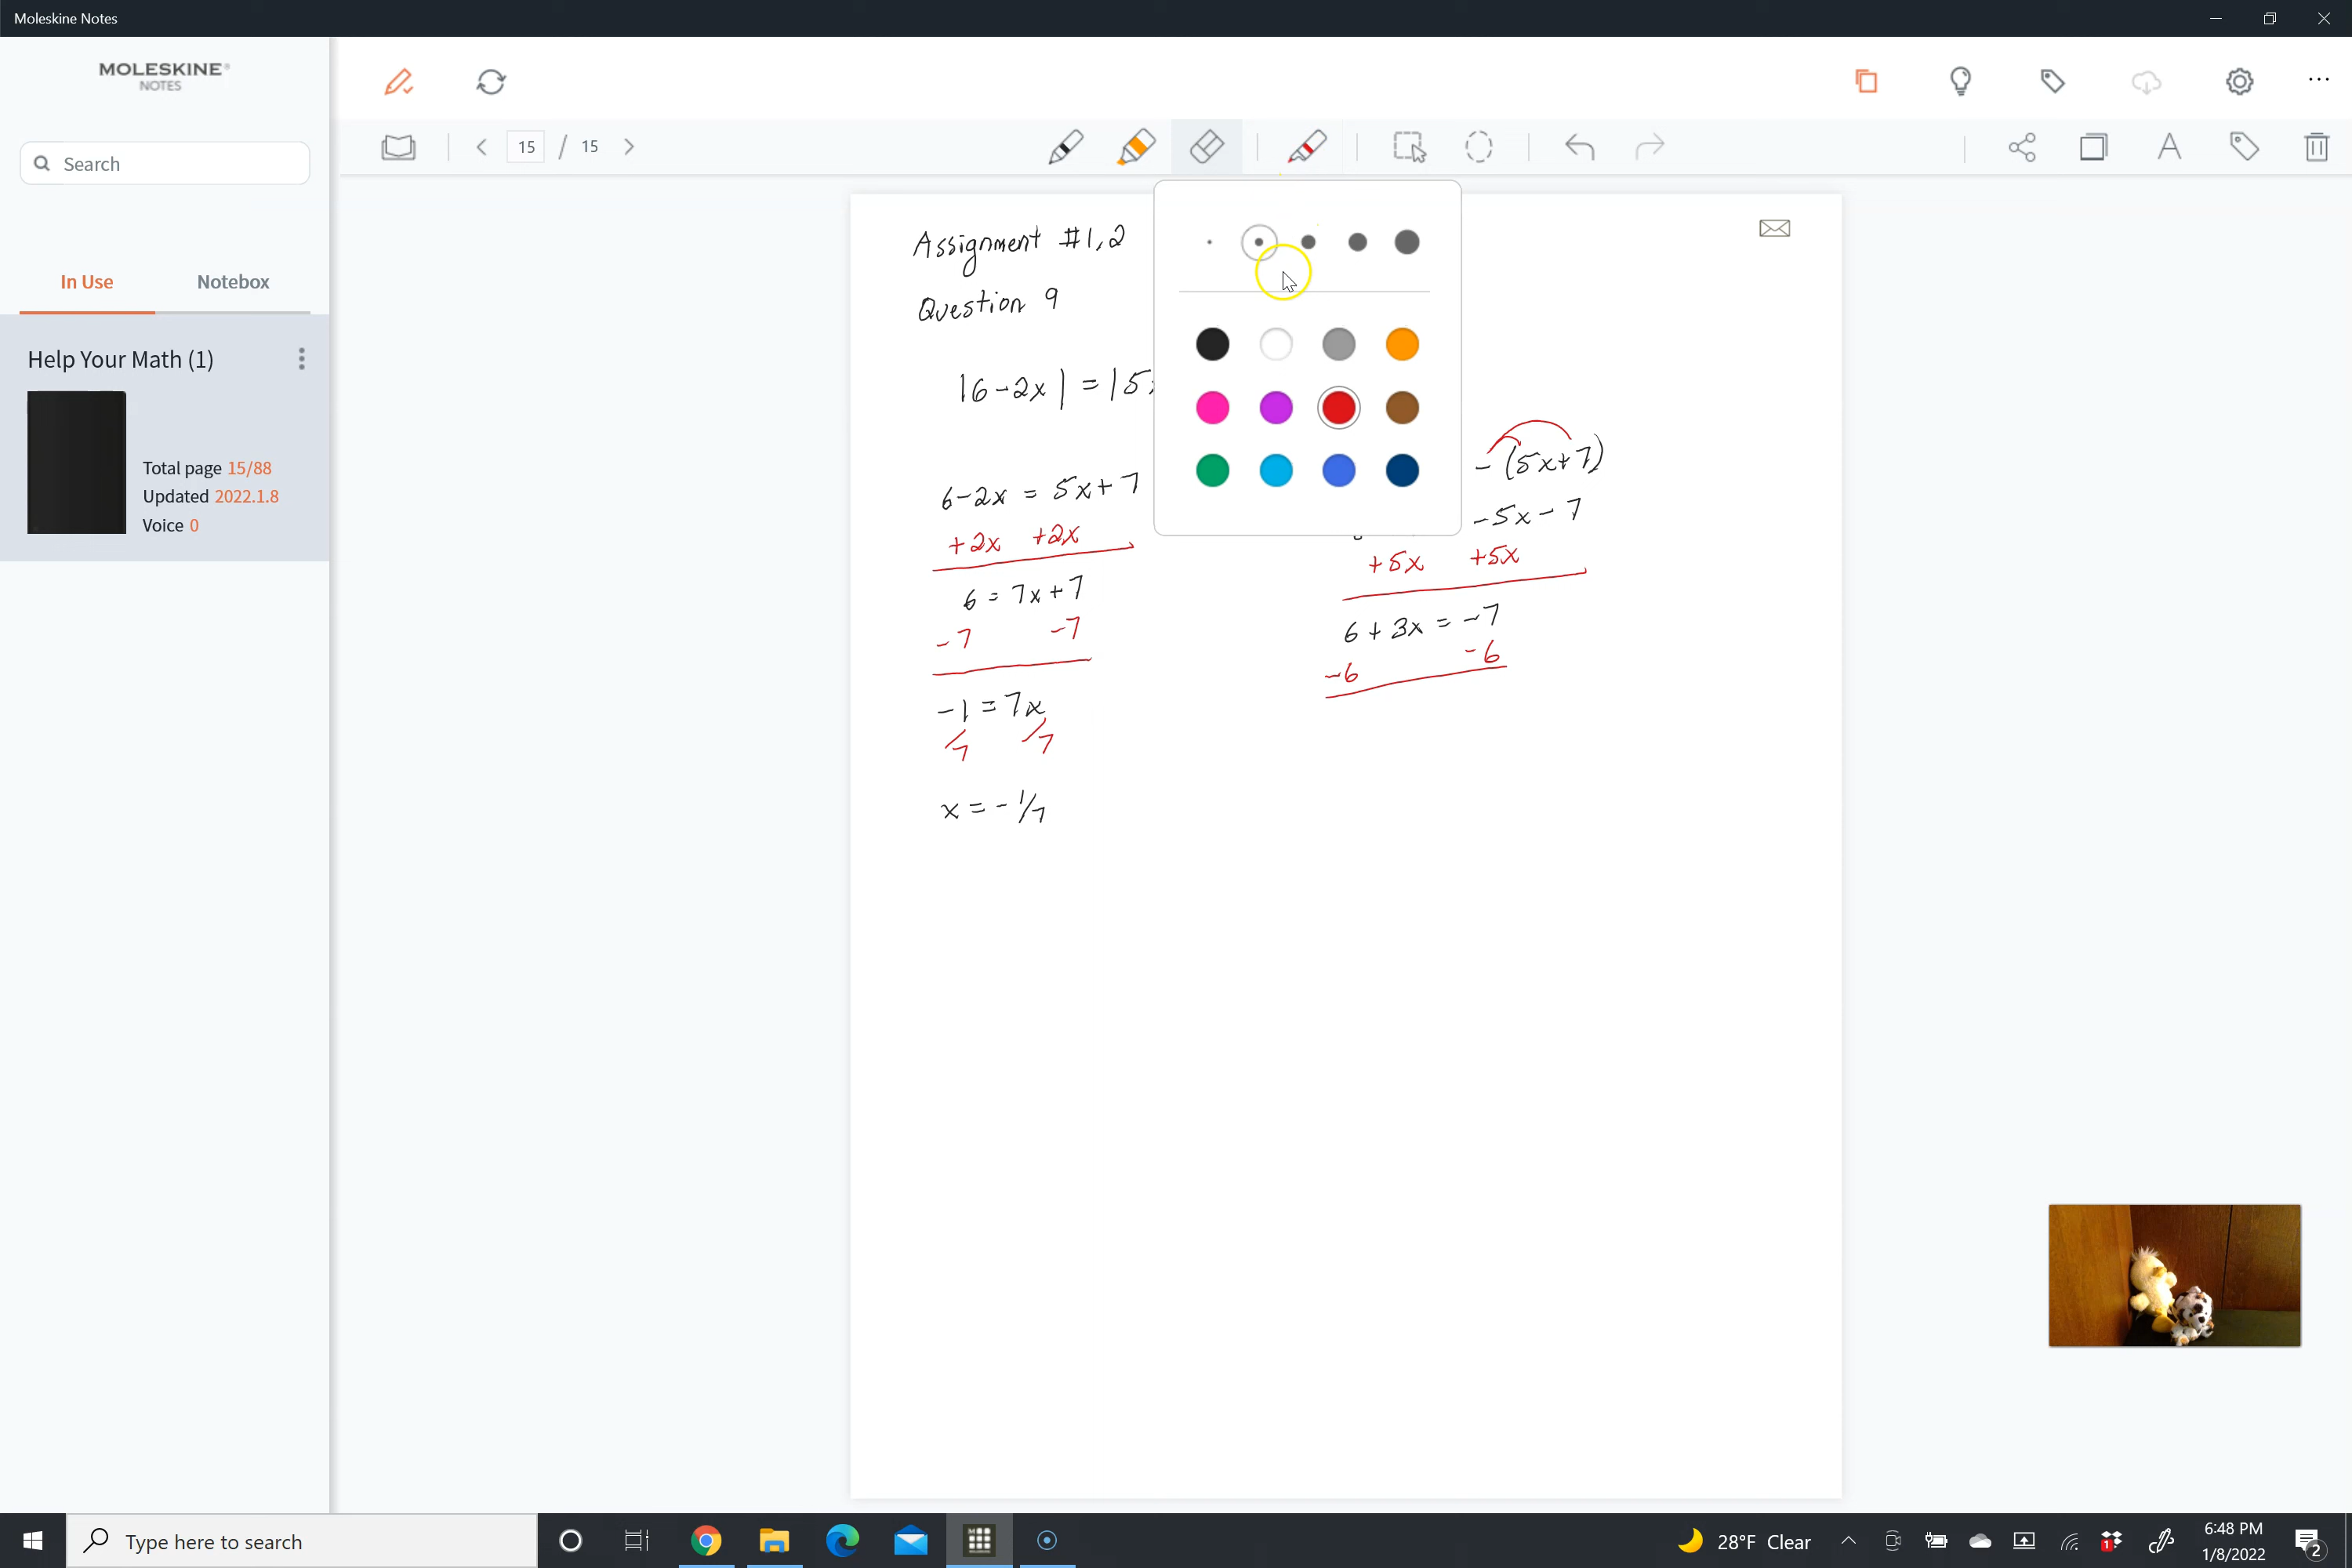 Moleskine Notes
MOLESKINE®
NOTES
Search
In Use
Notebox
Help Your Math (1)
Total page 15/88
Updated 2022.1.8
Voice 0
15 / 15
A
Assignment #1,2
Question 9
|6-2x| = |5x
6-2x = 5x+7
+2x +2x
6 = 7x+7
-7 -7
-1 = 7x
/7 /7
x = -1/7
-(5x+7)
-5x-7
+5x +5x
6+3x = -7
-6 -6
Type here to search
28°F Clear
1
6:48 PM
1/8/2022
2